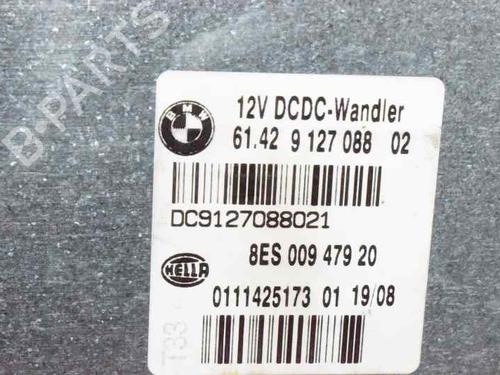 B-PARTS
BMW
12V DCDC-Wandler
61.42 9 127 088 02
DC9127088021
8ES 009 479 20
HELLA
0111425173 01 19/08
T33